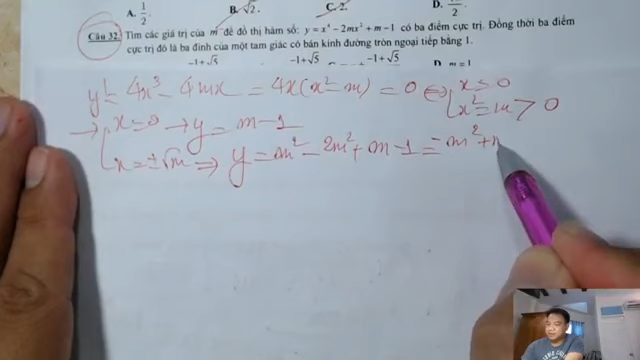 A. 1/2. B. √2. C. 2. D. /2.
Câu 32. Tìm các giá trị của m để đồ thị hàm số: y = x⁴ − 2mx² + m − 1 có ba điểm cực trị. Đồng thời ba điểm
cực trị đó là ba đỉnh của một tam giác có bán kính đường tròn ngoại tiếp bằng 1.
−1+√5 −1+√5 −1+√5
y' = 4x³ − 4mx = 4x(x² − m) = 0 ⇔ [ x = 0
x² = m > 0
→ [ x = 0 → y = m − 1
x = ±√m ⇒ y = m² − 2m² + m − 1 = −m² +